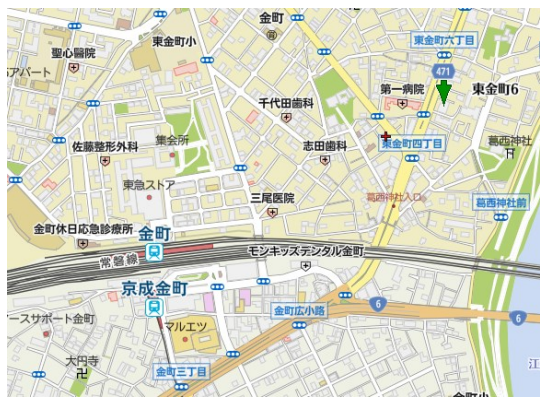 金町
東金町六丁目
東金町小
聖心医院
アパート
471
第一病院
東金町6
千代田歯科
集会所
佐藤整形外科
志田歯科
東金町四丁目
葛西神社
東急ストア
三尾医院
葛西神社入口
葛西神社前
金町休日応急診療所
金町
常磐線
モンキッズデンタル金町
京成金町
金町広小路
6
6
アースサポート金町
マルエツ
大円寺
金町三丁目
江
金町小